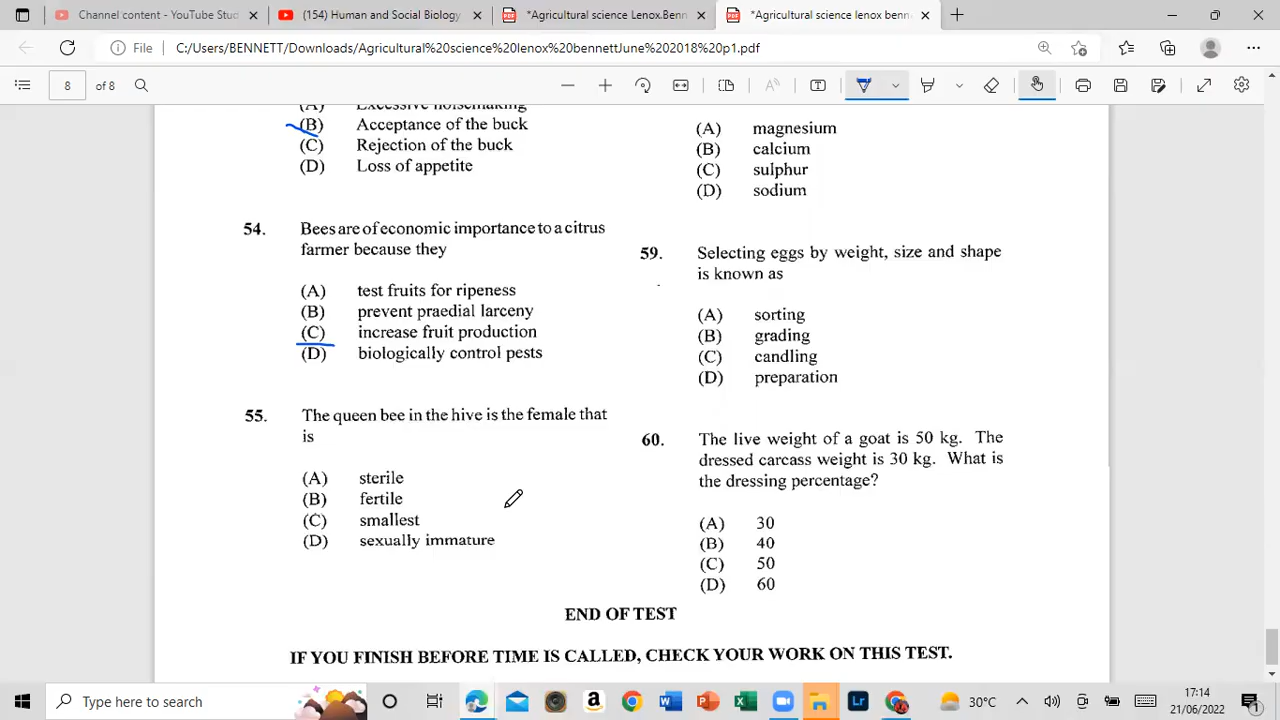 Channel content - YouTube Studio
(154) Human and Social Biology
*Agricultural science Lenox.Benn
*Agricultural science lenox benn
File
C:/Users/BENNETT/Downloads/Agricultural%20science%20lenox%20bennettJune%202018%20p1.pdf
8 of 8
(A) Excessive noisemaking
(B) Acceptance of the buck
(C) Rejection of the buck
(D) Loss of appetite
54. Bees are of economic importance to a citrus
farmer because they
(A) test fruits for ripeness
(B) prevent praedial larceny
(C) increase fruit production
(D) biologically control pests
55. The queen bee in the hive is the female that
is
(A) sterile
(B) fertile
(C) smallest
(D) sexually immature
(A) magnesium
(B) calcium
(C) sulphur
(D) sodium
59. Selecting eggs by weight, size and shape
is known as
(A) sorting
(B) grading
(C) candling
(D) preparation
60. The live weight of a goat is 50 kg. The
dressed carcass weight is 30 kg. What is
the dressing percentage?
(A) 30
(B) 40
(C) 50
(D) 60
END OF TEST
IF YOU FINISH BEFORE TIME IS CALLED, CHECK YOUR WORK ON THIS TEST.
Type here to search
30°C
17:14
21/06/2022